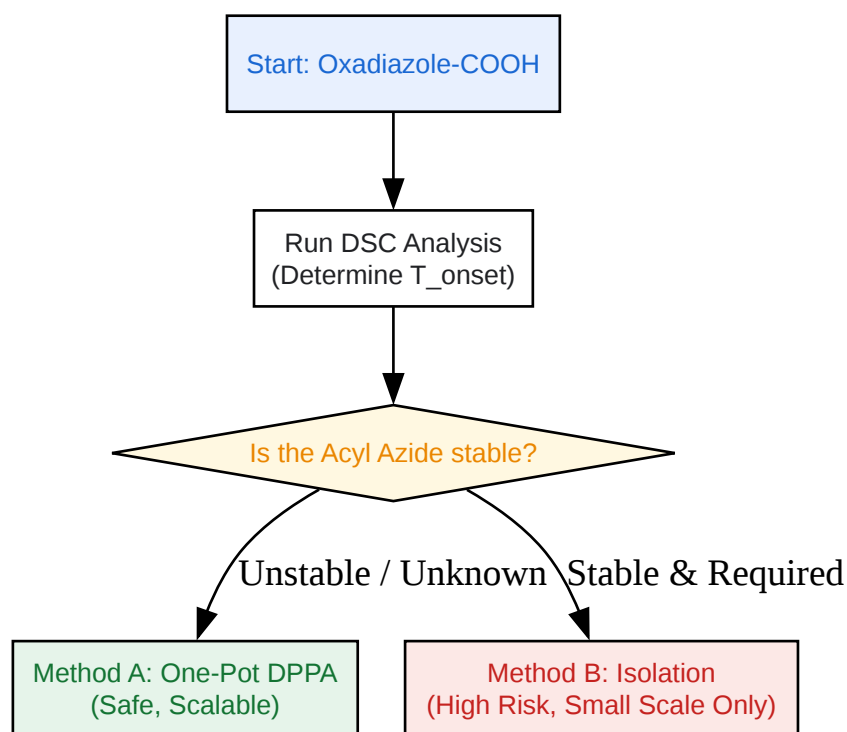 Start: Oxadiazole-COOH
Run DSC Analysis
(Determine T_onset)
Is the Acyl Azide stable?
Unstable / Unknown
Stable & Required
Method A: One-Pot DPPA
(Safe, Scalable)
Method B: Isolation
(High Risk, Small Scale Only)